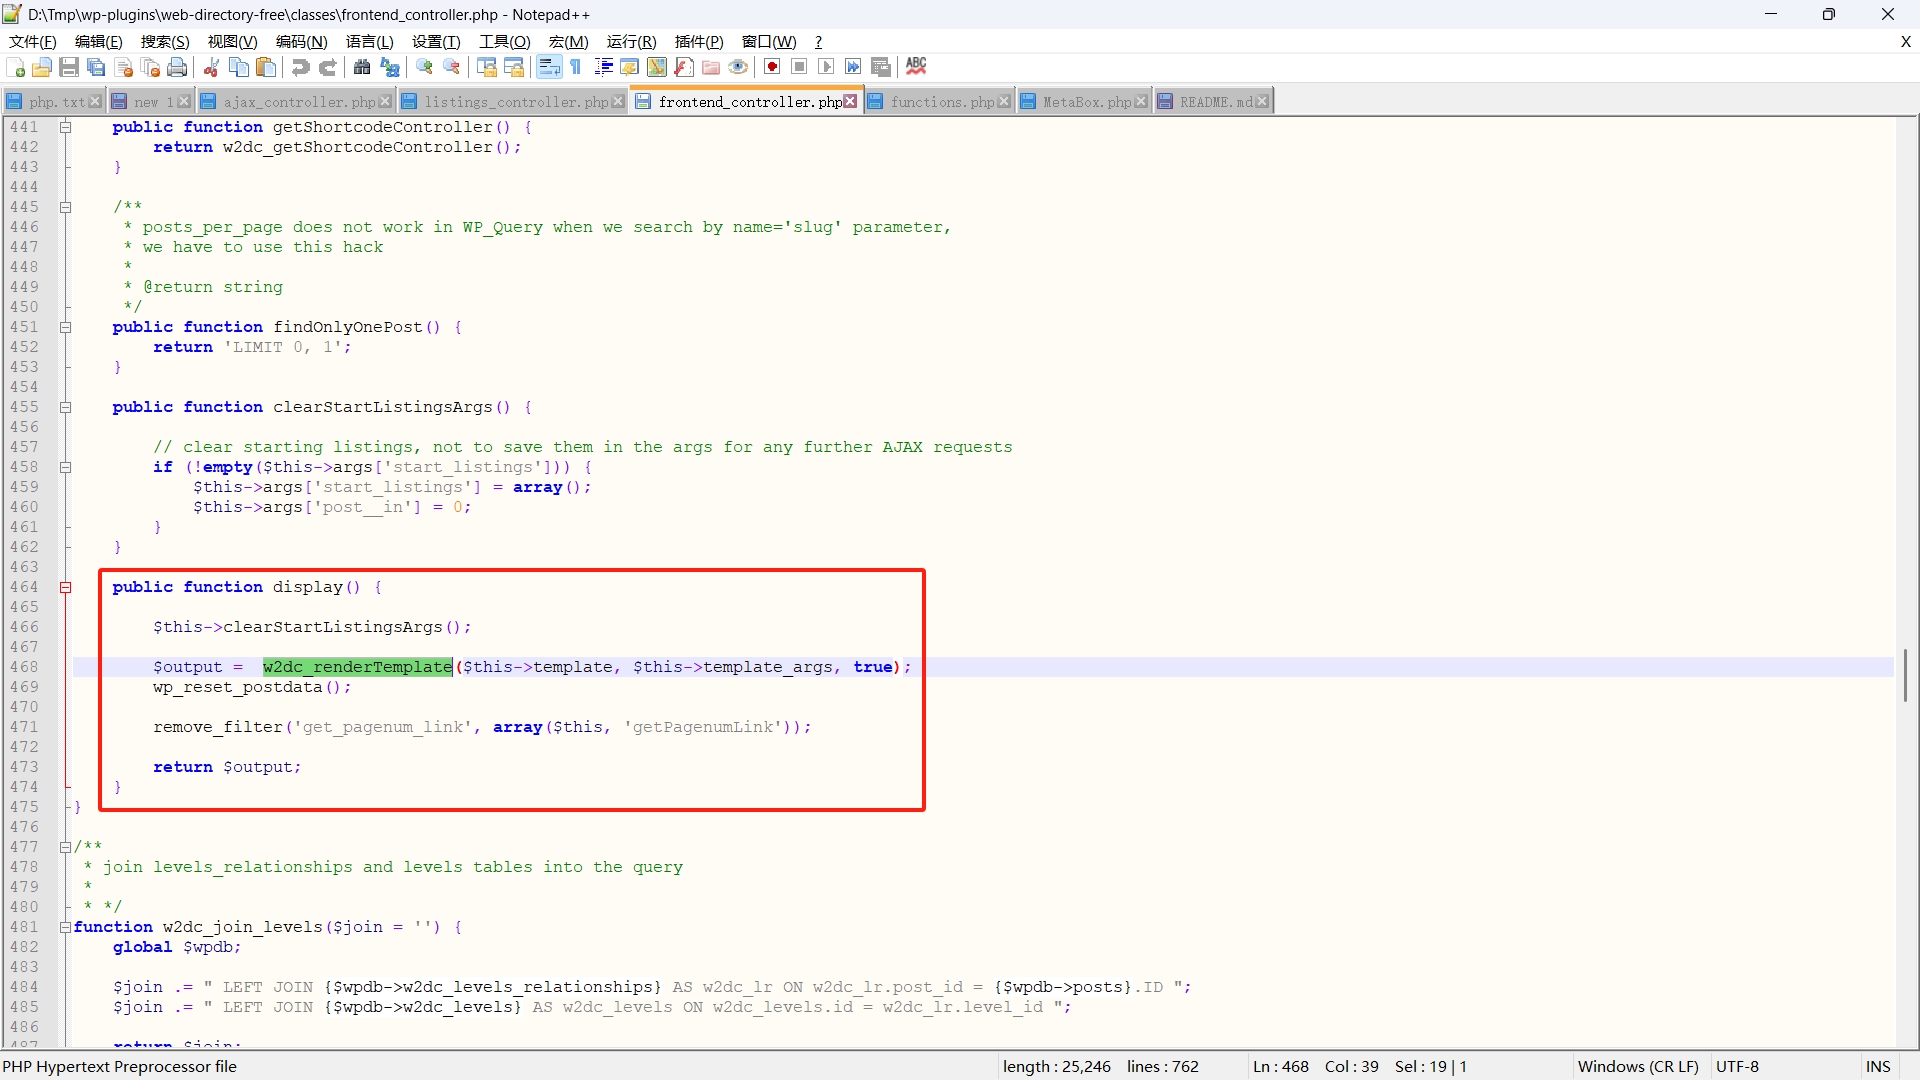 D:\Tmp\wp-plugins\web-directory-free\classes\frontend_controller.php - Notepad++
文件(F) 编辑(E) 搜索(S) 视图(V) 编码(N) 语言(L) 设置(T) 工具(O) 宏(M) 运行(R) 插件(P) 窗口(W) ? X
php.txt new 1 ajax_controller.php listings_controller.php frontend_controller.php functions.php MetaBox.php README.md
441 public function getShortcodeController() {
442 return w2dc_getShortcodeController();
443 }
444
445 /**
446 * posts_per_page does not work in WP_Query when we search by name='slug' parameter,
447 * we have to use this hack
448 *
449 * @return string
450 */
451 public function findOnlyOnePost() {
452 return 'LIMIT 0, 1';
453 }
454
455 public function clearStartListingsArgs() {
456
457 // clear starting listings, not to save them in the args for any further AJAX requests
458 if (!empty($this->args['start_listings'])) {
459 $this->args['start_listings'] = array();
460 $this->args['post__in'] = 0;
461 }
462 }
463
464 public function display() {
465
466 $this->clearStartListingsArgs();
467
468 $output = w2dc_renderTemplate($this->template, $this->template_args, true);
469 wp_reset_postdata();
470
471 remove_filter('get_pagenum_link', array($this, 'getPagenumLink'));
472
473 return $output;
474 }
475 }
476
477 /**
478 * join levels_relationships and levels tables into the query
479 *
480 * */
481 function w2dc_join_levels($join = '') {
482 global $wpdb;
483
484 $join .= " LEFT JOIN {$wpdb->w2dc_levels_relationships} AS w2dc_lr ON w2dc_lr.post_id = {$wpdb->posts}.ID ";
485 $join .= " LEFT JOIN {$wpdb->w2dc_levels} AS w2dc_levels ON w2dc_levels.id = w2dc_lr.level_id ";
486
487 return $join;
PHP Hypertext Preprocessor file length : 25,246 lines : 762 Ln : 468 Col : 39 Sel : 19 | 1 Windows (CR LF) UTF-8 INS